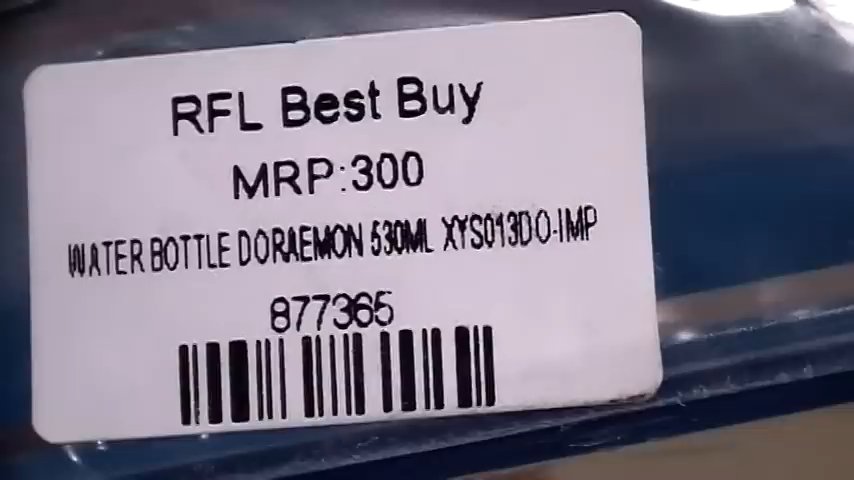 RFL Best Buy
MRP:300
WATER BOTTLE DORAEMON 530ML XYS013DO-IMP
877365